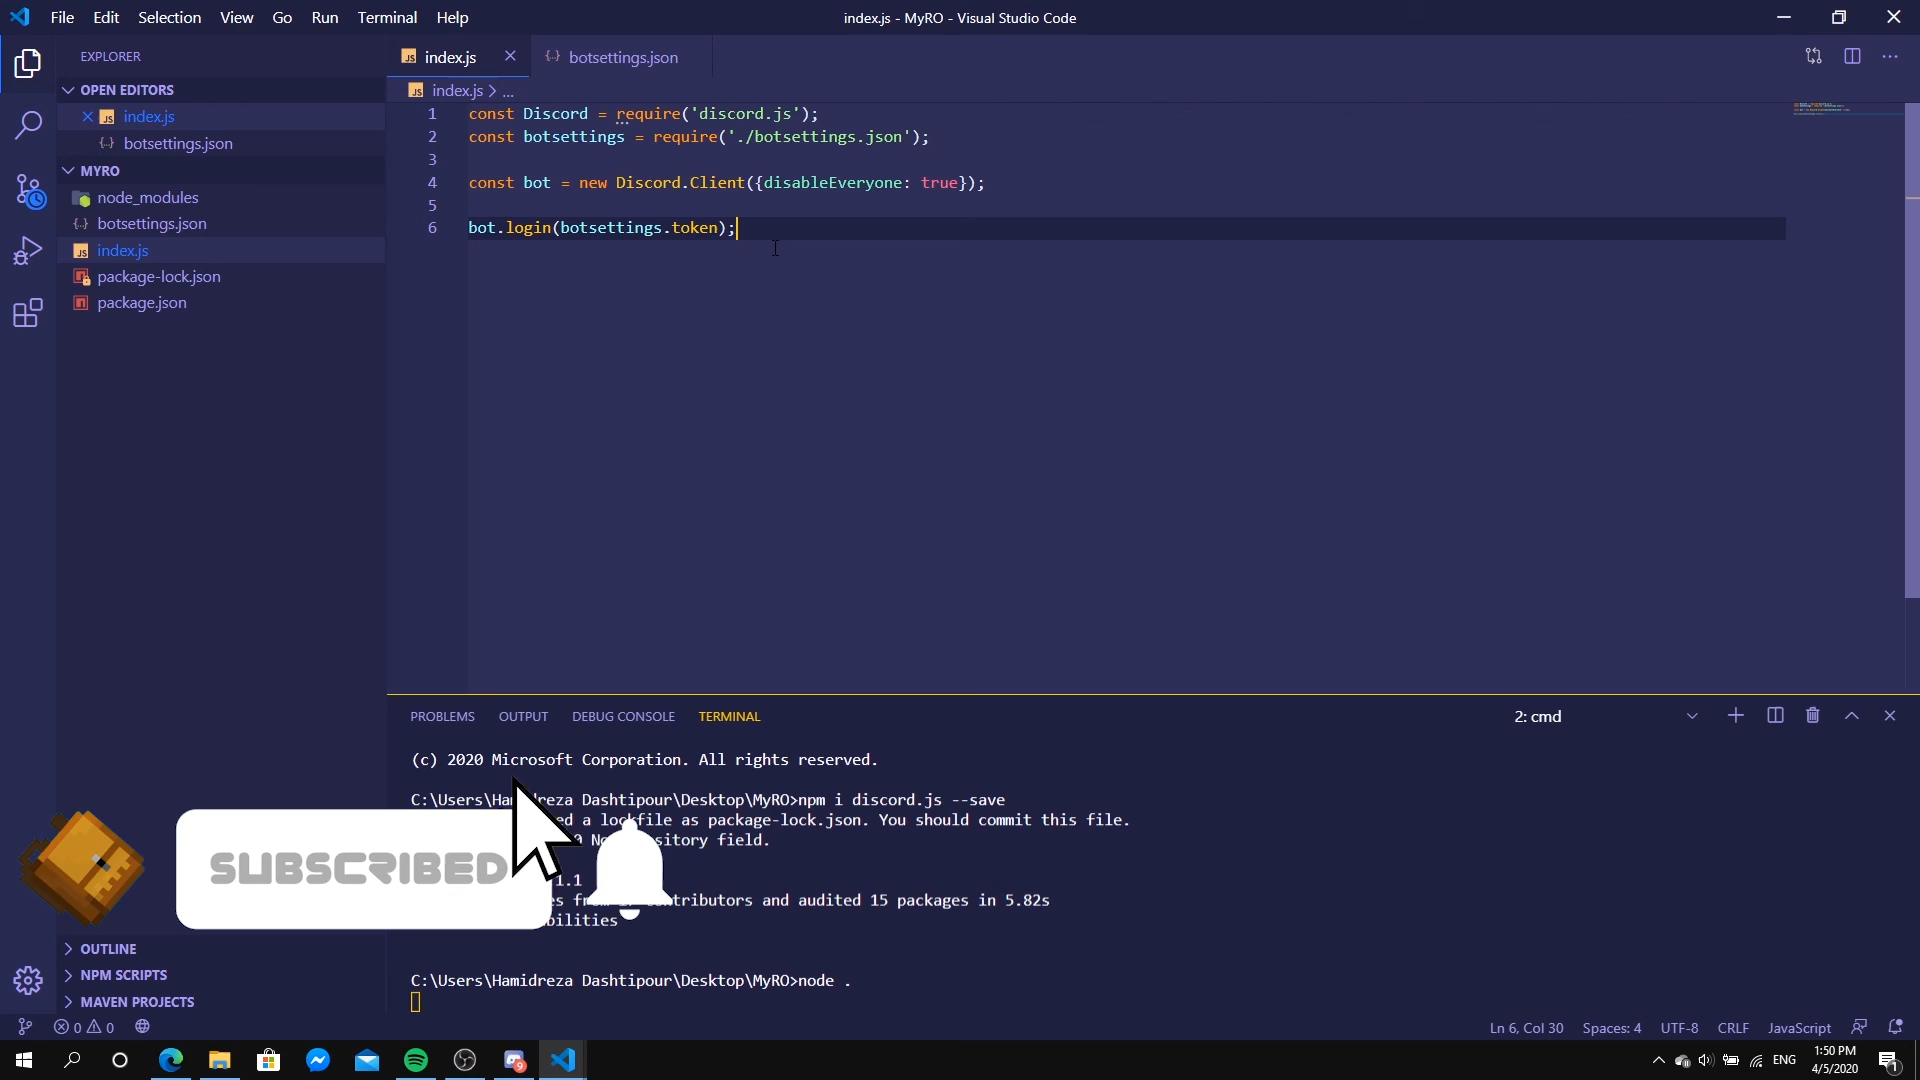 File Edit Selection View Go Run Terminal Help
index.js - MyRO - Visual Studio Code
EXPLORER
OPEN EDITORS
index.js
botsettings.json
MYRO
node_modules
botsettings.json
index.js
package-lock.json
package.json
OUTLINE
NPM SCRIPTS
MAVEN PROJECTS
index.js
botsettings.json
index.js > ...
1 const Discord = require('discord.js');
2 const botsettings = require('./botsettings.json');
3
4 const bot = new Discord.Client({disableEveryone: true});
5
6 bot.login(botsettings.token);
PROBLEMS OUTPUT DEBUG CONSOLE TERMINAL
2: cmd
(c) 2020 Microsoft Corporation. All rights reserved.
C:\Users\Hamidreza Dashtipour\Desktop\MyRO>npm i discord.js --save
a lockfile as package-lock.json. You should commit this file.
field.
1.1
and audited 15 packages in 5.82s
C:\Users\Hamidreza Dashtipour\Desktop\MyRO>node .
SUBSCRIBED
0 0
Ln 6, Col 30 Spaces: 4 UTF-8 CRLF JavaScript
9
ENG
1:50 PM
4/5/2020
1